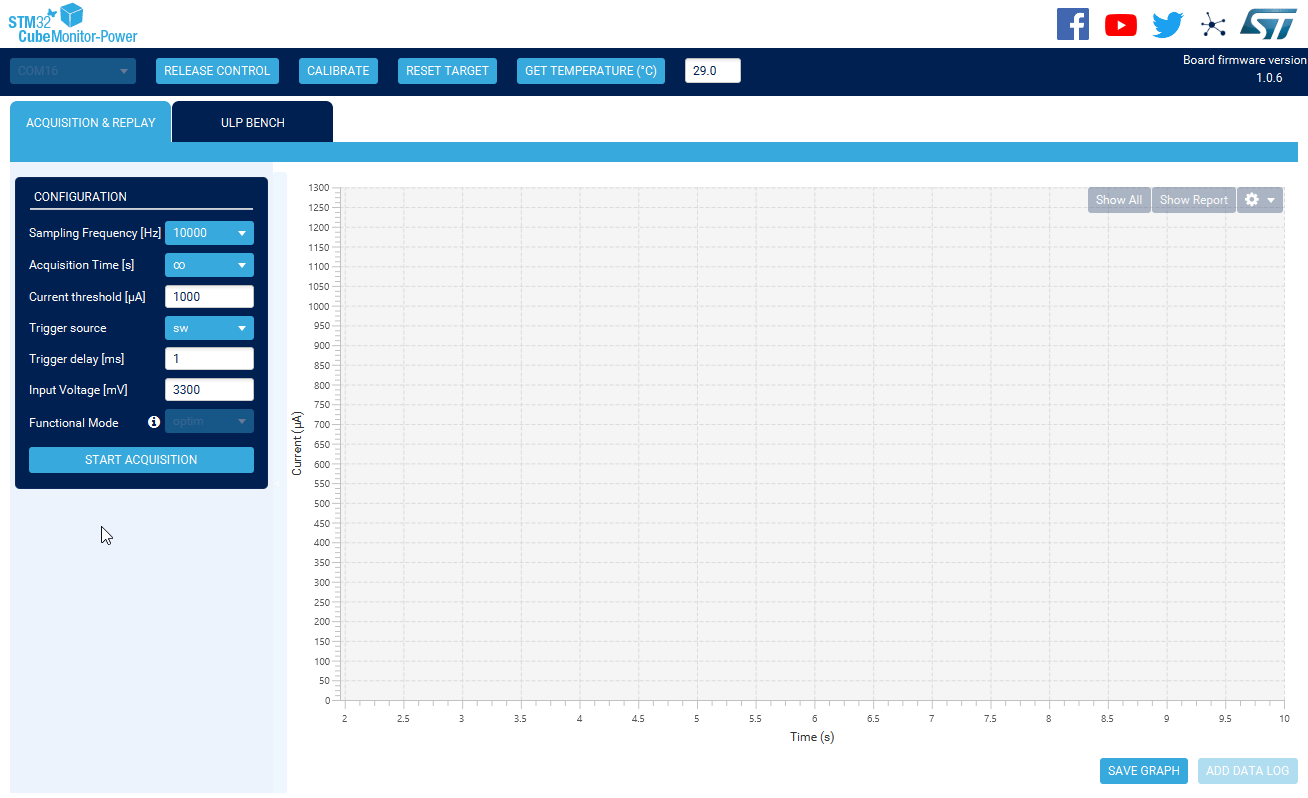 STM32
CubeMonitor-Power
COM16
RELEASE CONTROL
CALIBRATE
RESET TARGET
GET TEMPERATURE (°C)
29.0
Board firmware version
1.0.6
ACQUISITION & REPLAY
ULP BENCH
CONFIGURATION
Sampling Frequency [Hz] 10000
Acquisition Time [s] ∞
Current threshold [µA] 1000
Trigger source sw
Trigger delay [ms] 1
Input Voltage [mV] 3300
Functional Mode optim
START ACQUISITION
Show All
Show Report
1300
1250
1200
1150
1100
1050
1000
950
900
850
800
750
700
650
600
550
500
450
400
350
300
250
200
150
100
50
0
Current (µA)
2 2.5 3 3.5 4 4.5 5 5.5 6 6.5 7 7.5 8 8.5 9 9.5 10
Time (s)
SAVE GRAPH
ADD DATA LOG